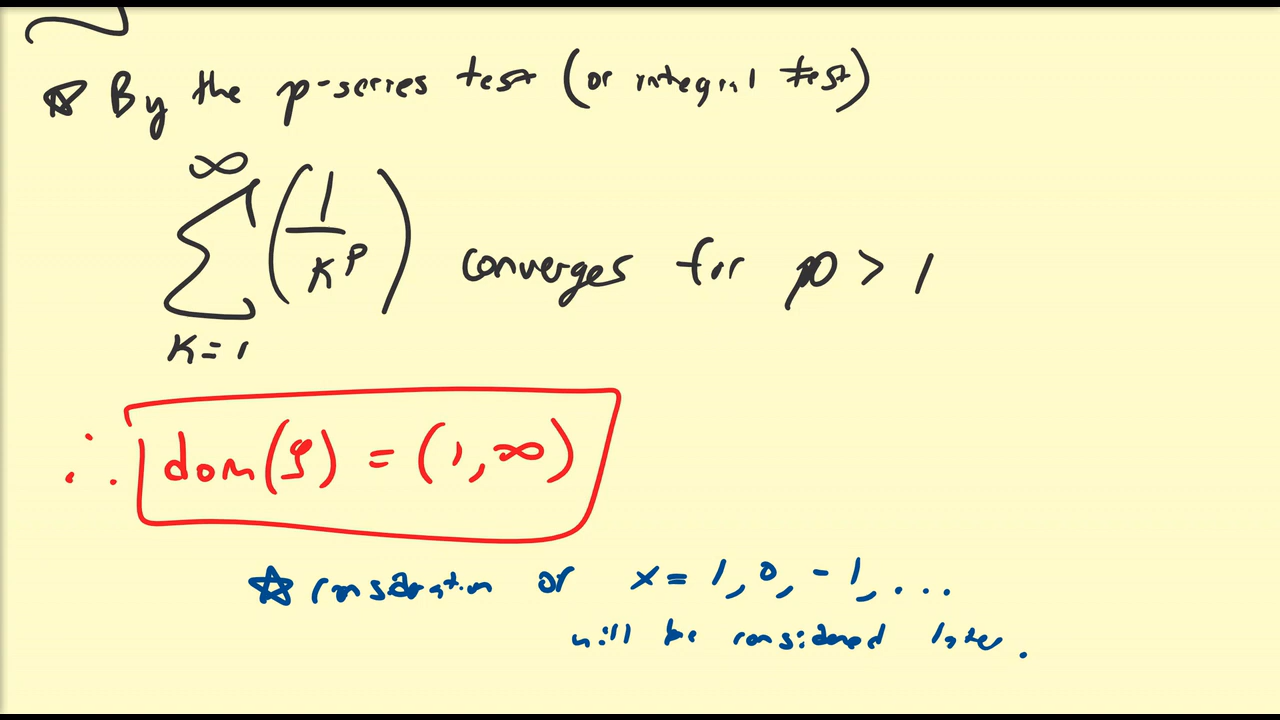 ☆ By the p-series test (or integral test)
∞
∑ (1/K^p) converges for p > 1
K = 1
∴ dom(ζ) = (1, ∞)
☆ consideration or x = 1, 0, -1, ...
will be considered later.